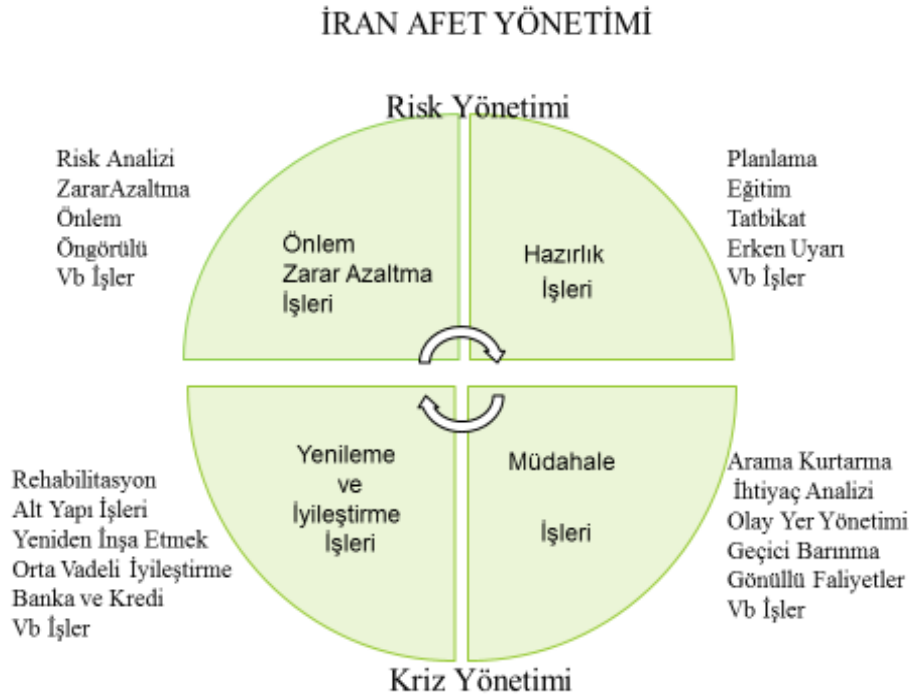 İRAN AFET YÖNETİMİ
Risk Yönetimi
Risk Analizi
ZararAzaltma
Önlem
Öngörülü
Vb İşler
Önlem
Zarar Azaltma
İşleri
Hazırlık
İşleri
Planlama
Eğitim
Tatbikat
Erken Uyarı
Vb İşler
Rehabilitasyon
Alt Yapı İşleri
Yeniden İnşa Etmek
Orta Vadeli İyileştirme
Banka ve Kredi
Vb İşler
Yenileme
ve
İyileştirme
İşleri
Müdahale
İşleri
Arama Kurtarma
İhtiyaç Analizi
Olay Yer Yönetimi
Geçici Barınma
Gönüllü Faliyetler
Vb İşler
Kriz Yönetimi